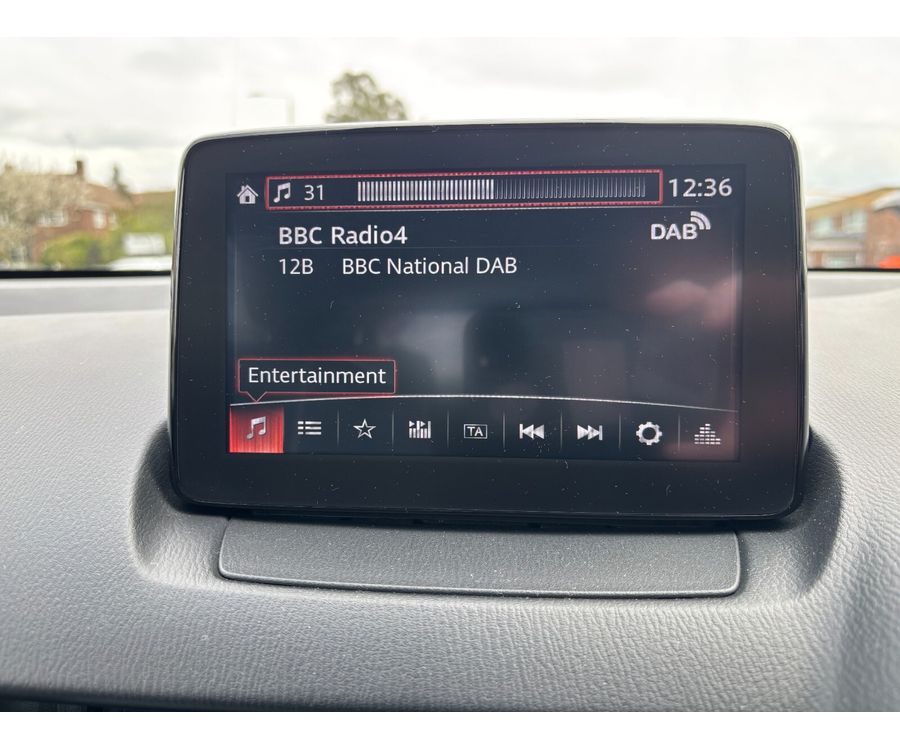 31 12:36
BBC Radio4 DAB
12B BBC National DAB
Entertainment
TA